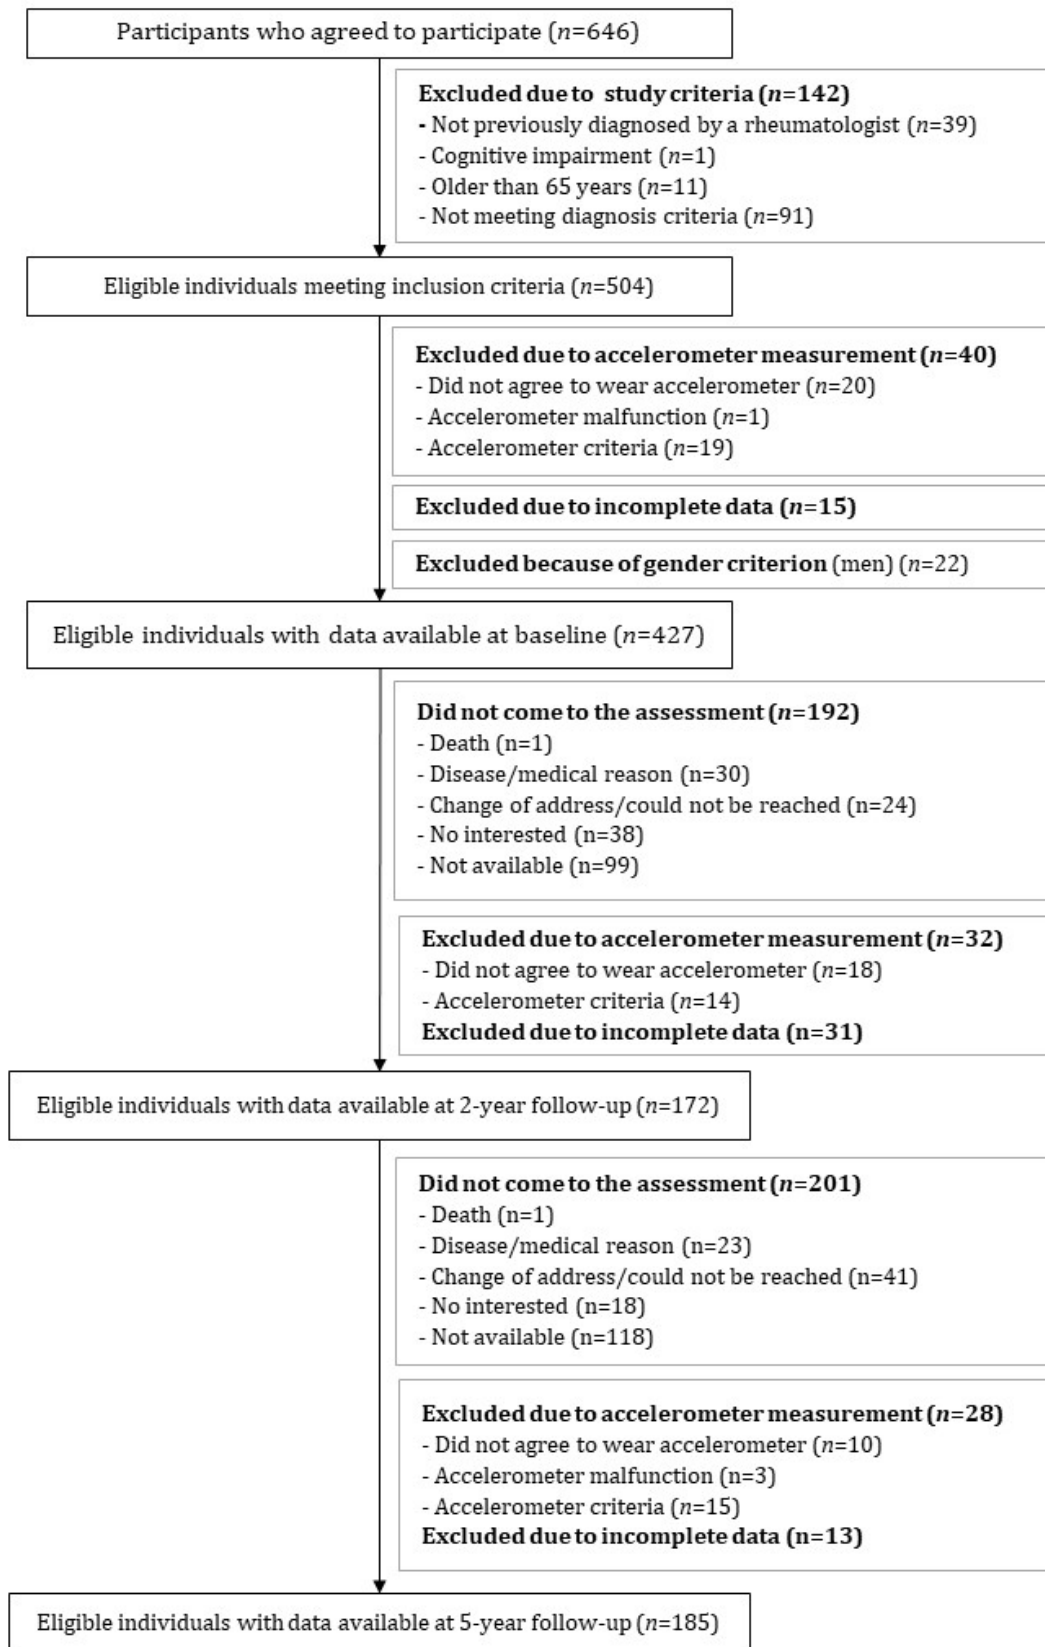 Participants who agreed to participate (n=646)
Excluded due to study criteria (n=142)
- Not previously diagnosed by a rheumatologist (n=39)
- Cognitive impairment (n=1)
- Older than 65 years (n=11)
- Not meeting diagnosis criteria (n=91)
Eligible individuals meeting inclusion criteria (n=504)
Excluded due to accelerometer measurement (n=40)
- Did not agree to wear accelerometer (n=20)
- Accelerometer malfunction (n=1)
- Accelerometer criteria (n=19)
Excluded due to incomplete data (n=15)
Excluded because of gender criterion (men) (n=22)
Eligible individuals with data available at baseline (n=427)
Did not come to the assessment (n=192)
- Death (n=1)
- Disease/medical reason (n=30)
- Change of address/could not be reached (n=24)
- No interested (n=38)
- Not available (n=99)
Excluded due to accelerometer measurement (n=32)
- Did not agree to wear accelerometer (n=18)
- Accelerometer criteria (n=14)
Excluded due to incomplete data (n=31)
Eligible individuals with data available at 2-year follow-up (n=172)
Did not come to the assessment (n=201)
- Death (n=1)
- Disease/medical reason (n=23)
- Change of address/could not be reached (n=41)
- No interested (n=18)
- Not available (n=118)
Excluded due to accelerometer measurement (n=28)
- Did not agree to wear accelerometer (n=10)
- Accelerometer malfunction (n=3)
- Accelerometer criteria (n=15)
Excluded due to incomplete data (n=13)
Eligible individuals with data available at 5-year follow-up (n=185)